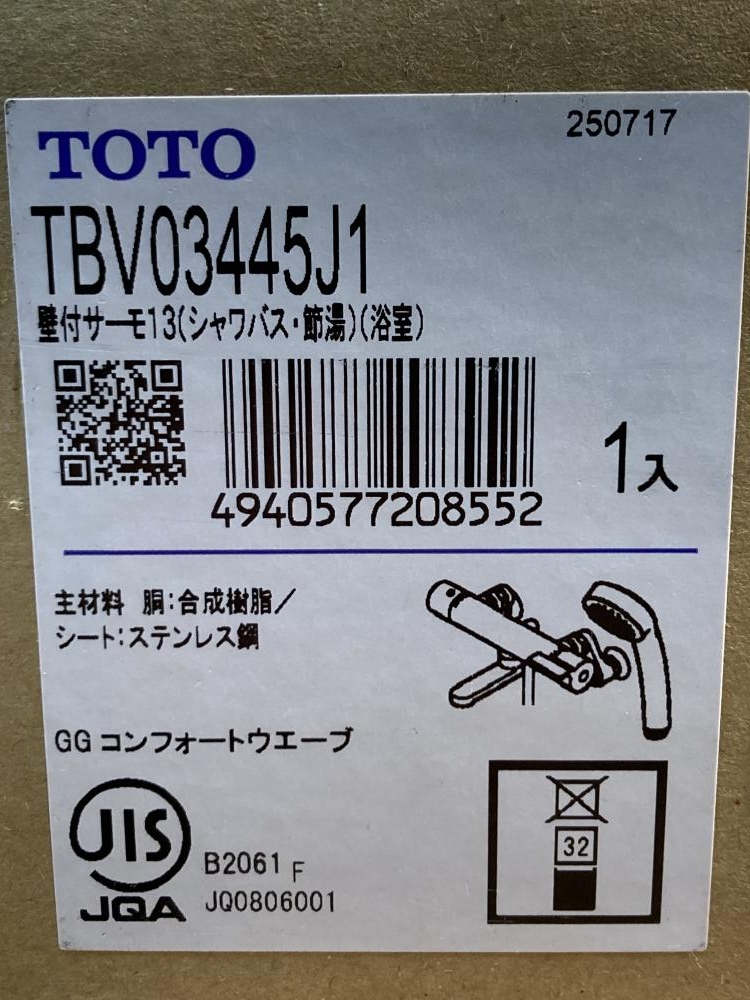 250717
TOTO
TBV03445J1
壁付サーモ13(シャワバス・節湯)(浴室)
4940577208552
1入
主材料 胴:合成樹脂/
シート:ステンレス鋼
GG コンフォートウエーブ
JIS
B2061 F
JQA JQ0806001
32